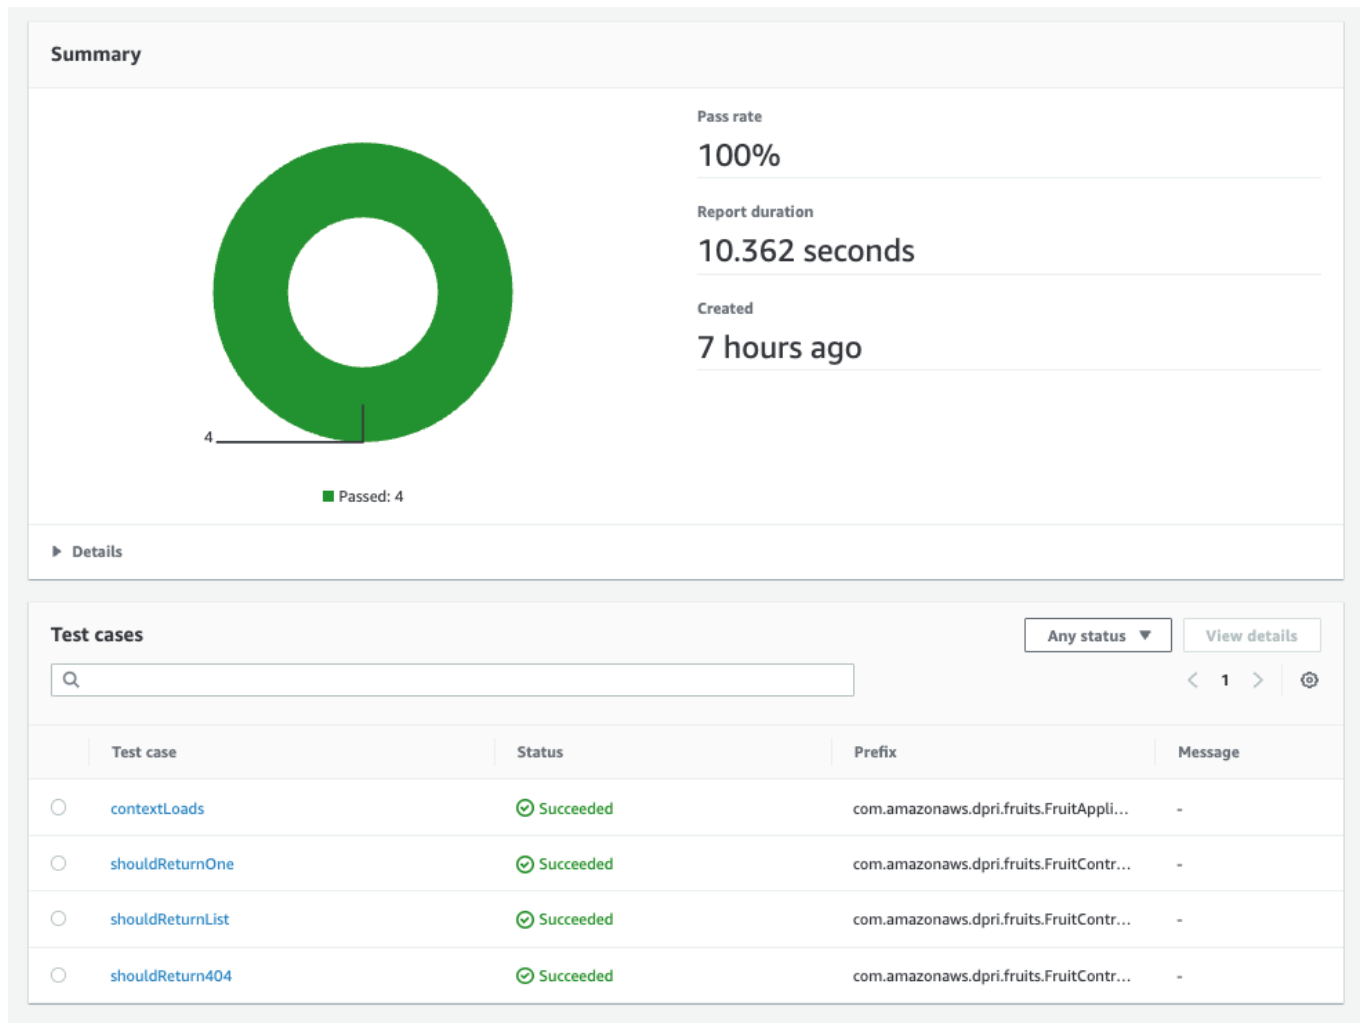 Summary
Pass rate
100%
Report duration
10.362 seconds
Created
7 hours ago
4
Passed: 4
Details
Test cases
Any status
View details
1
Test case Status Prefix Message
contextLoads Succeeded com.amazonaws.dpri.fruits.FruitAppli... -
shouldReturnOne Succeeded com.amazonaws.dpri.fruits.FruitContr... -
shouldReturnList Succeeded com.amazonaws.dpri.fruits.FruitContr... -
shouldReturn404 Succeeded com.amazonaws.dpri.fruits.FruitContr... -